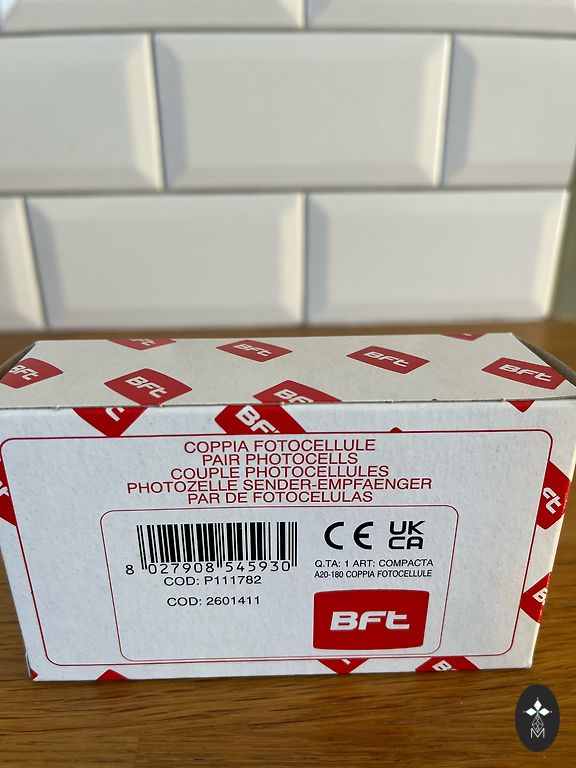 BFt
BFt
BFt
BFt
BFt
COPPIA FOTOCELLULE
PAIR PHOTOCELLS
COUPLE PHOTOCELLULES
PHOTOZELLE SENDER-EMPFAENGER
PAR DE FOTOCELULAS
8 027908 545930
COD: P111782
COD: 2601411
CE UK
CA
Q.TA: 1 ART: COMPACTA
A20-180 COPPIA FOTOCELLULE
BFt
M